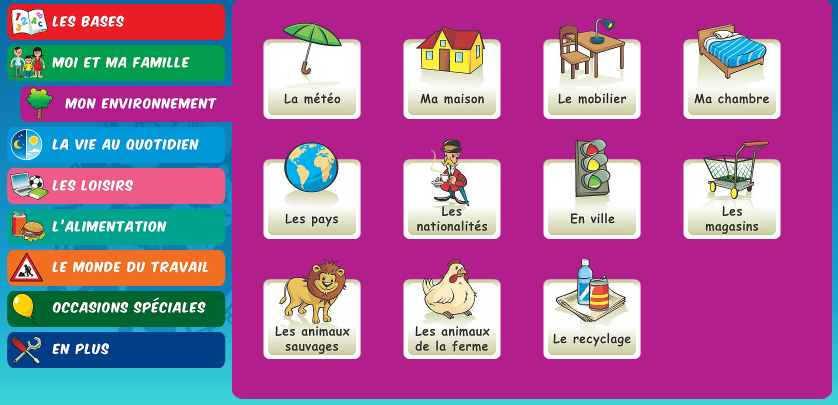 LES BASES
MOI ET MA FAMILLE
MON ENVIRONNEMENT
LA VIE AU QUOTIDIEN
LES LOISIRS
L'ALIMENTATION
LE MONDE DU TRAVAIL
OCCASIONS SPÉCIALES
EN PLUS
La météo
Ma maison
Le mobilier
Ma chambre
Les pays
Les
nationalités
En ville
Les
magasins
Les animaux
sauvages
Les animaux
de la ferme
Le recyclage